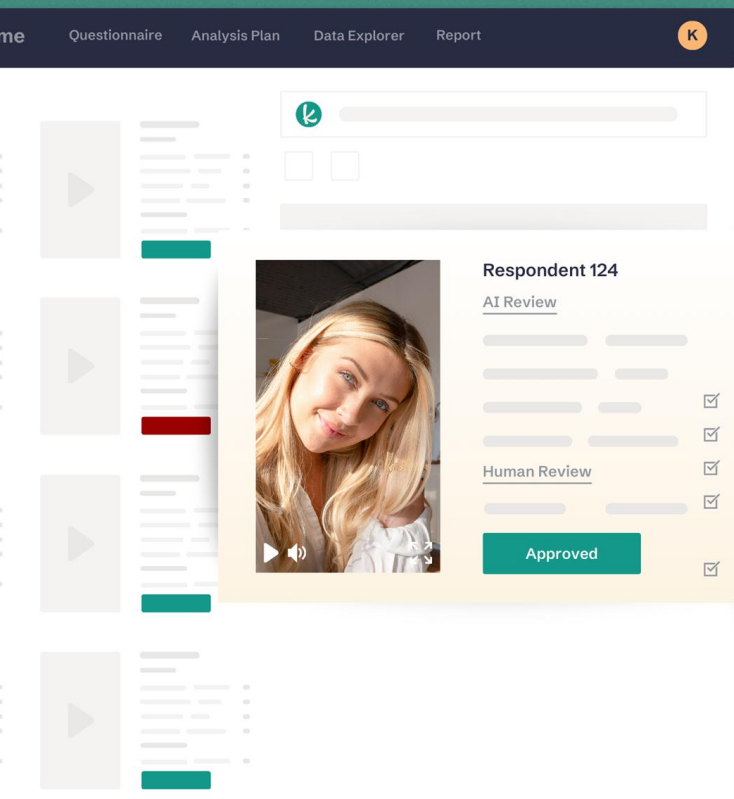 me Questionnaire Analysis Plan Data Explorer Report K
Respondent 124
AI Review
Human Review
Approved